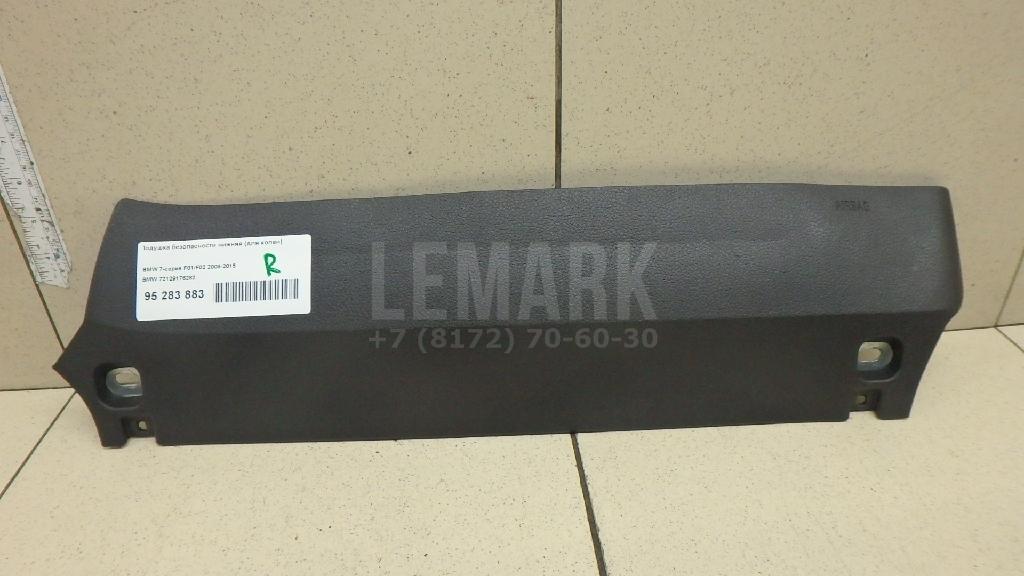 AIRBAG
Подушка безопасности нижняя (для колен)
BMW 7-серия F01/F02 2008-2015
R
BMW 72129175283
95 283 883
LEMARK
+7 (8172) 70-60-30